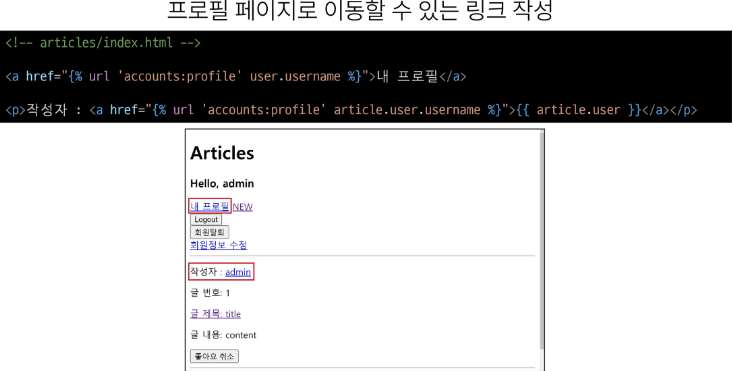 프로필 페이지로 이동할 수 있는 링크 작성
<!-- articles/index.html -->
<a href="{% url 'accounts:profile' user.username %}">내 프로필</a>
<p>작성자 : <a href="{% url 'accounts:profile' article.user.username %}">{{ article.user }}</a></p>
Articles
Hello, admin
내 프로필 NEW
Logout
회원탈퇴
회원정보 수정
작성자 : admin
글 번호: 1
글 제목: title
글 내용: content
좋아요 취소